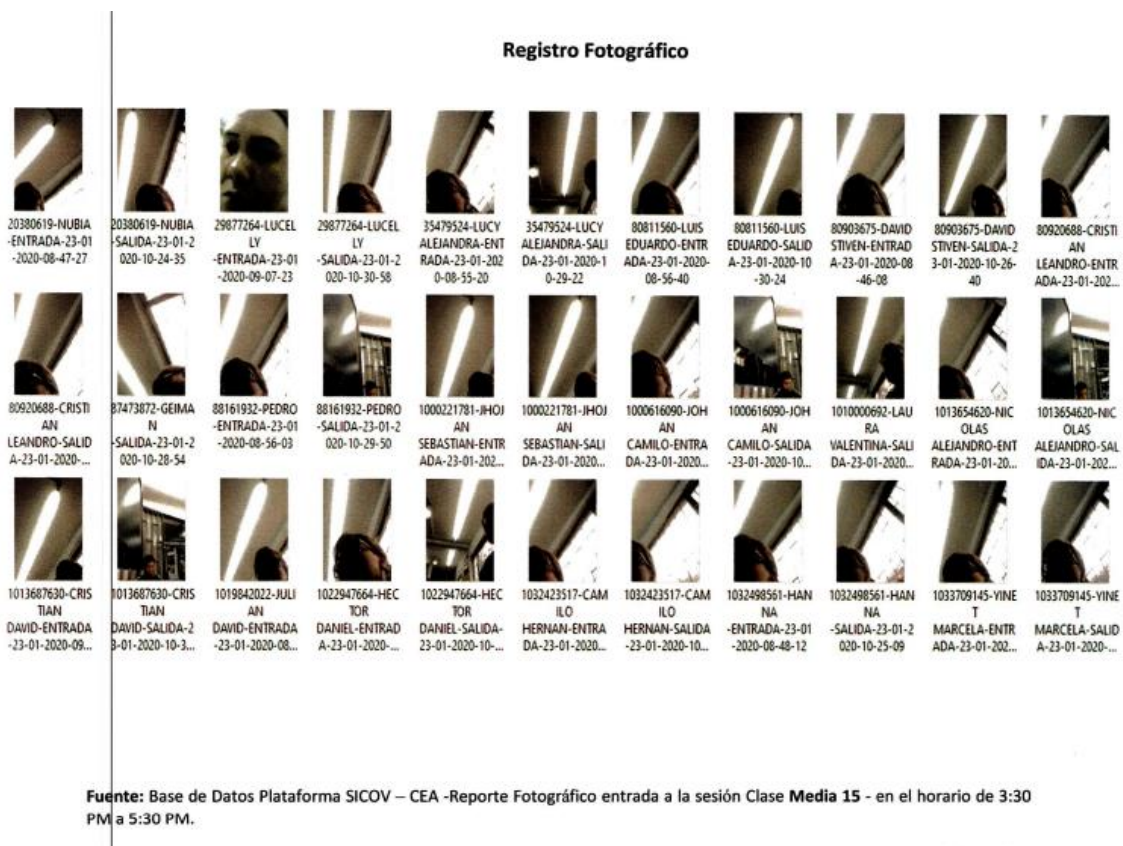 Registro Fotográfico
20380619-NUBIA
-ENTRADA-23-01
-2020-08-47-27
20380619-NUBIA
-SALIDA-23-01-2
020-10-24-35
29877264-LUCEL
LY
-ENTRADA-23-01
-2020-09-07-23
29877264-LUCEL
LY
-SALIDA-23-01-2
020-10-30-58
35479524-LUCY
ALEJANDRA-ENT
RADA-23-01-202
0-08-55-20
35479524-LUCY
ALEJANDRA-SALI
DA-23-01-2020-1
0-29-22
80811560-LUIS
EDUARDO-ENTR
ADA-23-01-2020-
08-56-40
80811560-LUIS
EDUARDO-SALID
A-23-01-2020-10
-30-24
80903675-DAVID
STIVEN-ENTRAD
A-23-01-2020-08
-46-08
80903675-DAVID
STIVEN-SALIDA-2
3-01-2020-10-26-
40
80920688-CRISTI
AN
LEANDRO-ENTR
ADA-23-01-202...
80920688-CRISTI
AN
LEANDRO-SALID
A-23-01-2020-...
87473872-GEIMA
N
-SALIDA-23-01-2
020-10-28-54
88161932-PEDRO
-ENTRADA-23-01
-2020-08-56-03
88161932-PEDRO
-SALIDA-23-01-2
020-10-29-50
1000221781-JHOJ
AN
SEBASTIAN-ENTR
ADA-23-01-202...
1000221781-JHOJ
AN
SEBASTIAN-SALI
DA-23-01-2020...
1000616090-JOH
AN
CAMILO-ENTRA
DA-23-01-2020...
1000616090-JOH
AN
CAMILO-SALIDA
-23-01-2020-10...
1010000692-LAU
RA
VALENTINA-SALI
DA-23-01-2020...
1013654620-NIC
OLAS
ALEJANDRO-ENT
RADA-23-01-20...
1013654620-NIC
OLAS
ALEJANDRO-SAL
IDA-23-01-202...
1013687630-CRIS
TIAN
DAVID-ENTRADA
-23-01-2020-09...
1013687630-CRIS
TIAN
DAVID-SALIDA-2
3-01-2020-10-3...
1019842022-JULI
AN
DAVID-ENTRADA
-23-01-2020-08...
1022947664-HEC
TOR
DANIEL-ENTRAD
A-23-01-2020-...
1022947664-HEC
TOR
DANIEL-SALIDA-
23-01-2020-10-...
1032423517-CAM
ILO
HERNAN-ENTRA
DA-23-01-2020...
1032423517-CAM
ILO
HERNAN-SALIDA
-23-01-2020-10...
1032498561-HAN
NA
-ENTRADA-23-01
-2020-08-48-12
1032498561-HAN
NA
-SALIDA-23-01-2
020-10-25-09
1033709145-YINE
T
MARCELA-ENTR
ADA-23-01-202...
1033709145-YINE
T
MARCELA-SALID
A-23-01-2020-...
Fuente: Base de Datos Plataforma SICOV – CEA -Reporte Fotográfico entrada a la sesión Clase Media 15 - en el horario de 3:30
PM a 5:30 PM.